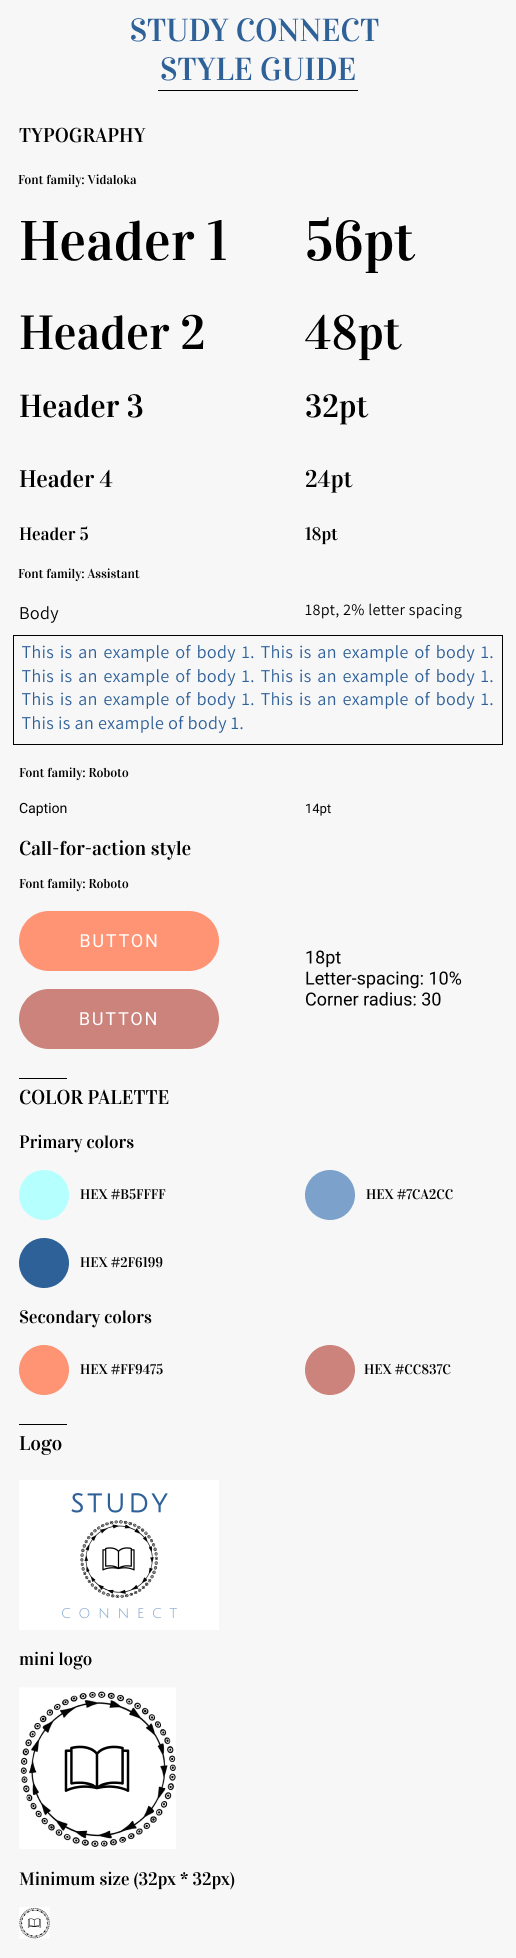 STUDY CONNECT
STYLE GUIDE
TYPOGRAPHY
Font family: Vidaloka
Header 1 56pt
Header 2 48pt
Header 3 32pt
Header 4 24pt
Header 5 18pt
Font family: Assistant
Body 18pt, 2% letter spacing
This is an example of body 1. This is an example of body 1.
This is an example of body 1. This is an example of body 1.
This is an example of body 1. This is an example of body 1.
This is an example of body 1.
Font family: Roboto
Caption 14pt
Call-for-action style
Font family: Roboto
BUTTON
18pt
Letter-spacing: 10%
Corner radius: 30
BUTTON
COLOR PALETTE
Primary colors
HEX #B5FFFF HEX #7CA2CC
HEX #2F6199
Secondary colors
HEX #FF9475 HEX #CC837C
Logo
STUDY
CONNECT
mini logo
Minimum size (32px * 32px)